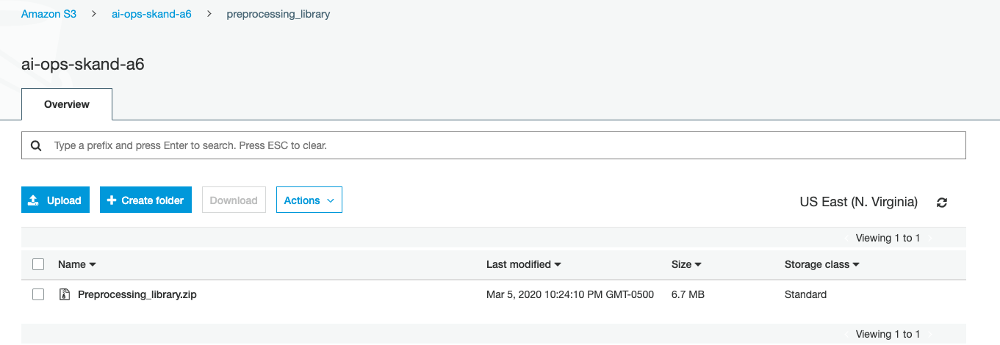 Amazon S3 > ai-ops-skand-a6 > preprocessing_library
ai-ops-skand-a6
Overview
Type a prefix and press Enter to search. Press ESC to clear.
Upload Create folder Download Actions US East (N. Virginia)
Viewing 1 to 1
Name Last modified Size Storage class
Preprocessing_library.zip Mar 5, 2020 10:24:10 PM GMT-0500 6.7 MB Standard
Viewing 1 to 1